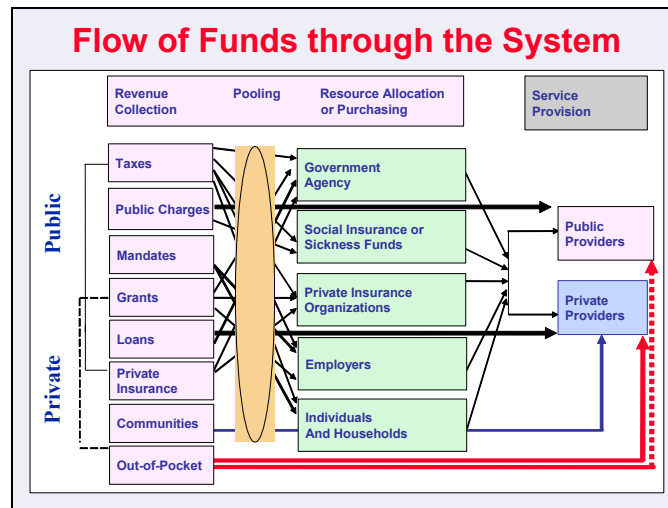 Flow of Funds through the System
Revenue
Collection
Pooling
Resource Allocation
or Purchasing
Service
Provision
Public
Private
Taxes
Public Charges
Mandates
Grants
Loans
Private
Insurance
Communities
Out-of-Pocket
Government
Agency
Social Insurance or
Sickness Funds
Private Insurance
Organizations
Employers
Individuals
And Households
Public
Providers
Private
Providers